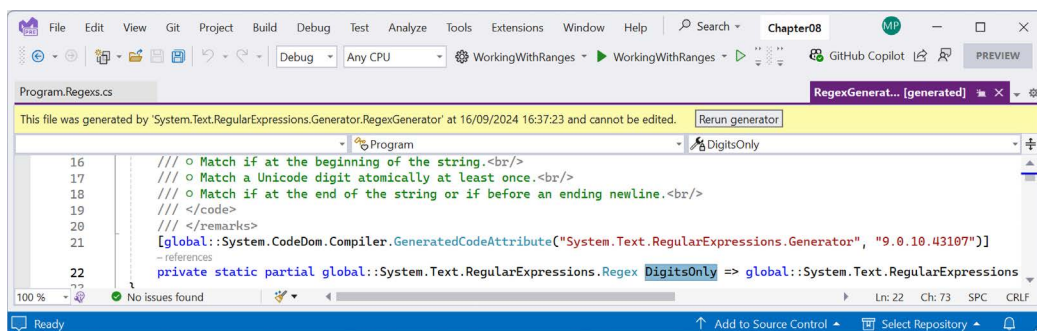 File Edit View Git Project Build Debug Test Analyze Tools Extensions Window Help Search Chapter08 MP
Debug Any CPU WorkingWithRanges WorkingWithRanges GitHub Copilot PREVIEW
Program.Regexs.cs RegexGenerat... [generated]
This file was generated by 'System.Text.RegularExpressions.Generator.RegexGenerator' at 16/09/2024 16:37:23 and cannot be edited. Rerun generator
Program DigitsOnly
16 /// o Match if at the beginning of the string.<br/>
17 /// o Match a Unicode digit atomically at least once.<br/>
18 /// o Match if at the end of the string or if before an ending newline.<br/>
19 /// </code>
20 /// </remarks>
21 [global::System.CodeDom.Compiler.GeneratedCodeAttribute("System.Text.RegularExpressions.Generator", "9.0.10.43107")]
– references
22 private static partial global::System.Text.RegularExpressions.Regex DigitsOnly => global::System.Text.RegularExpressions
23 }
100 % No issues found Ln: 22 Ch: 73 SPC CRLF
Ready Add to Source Control Select Repository